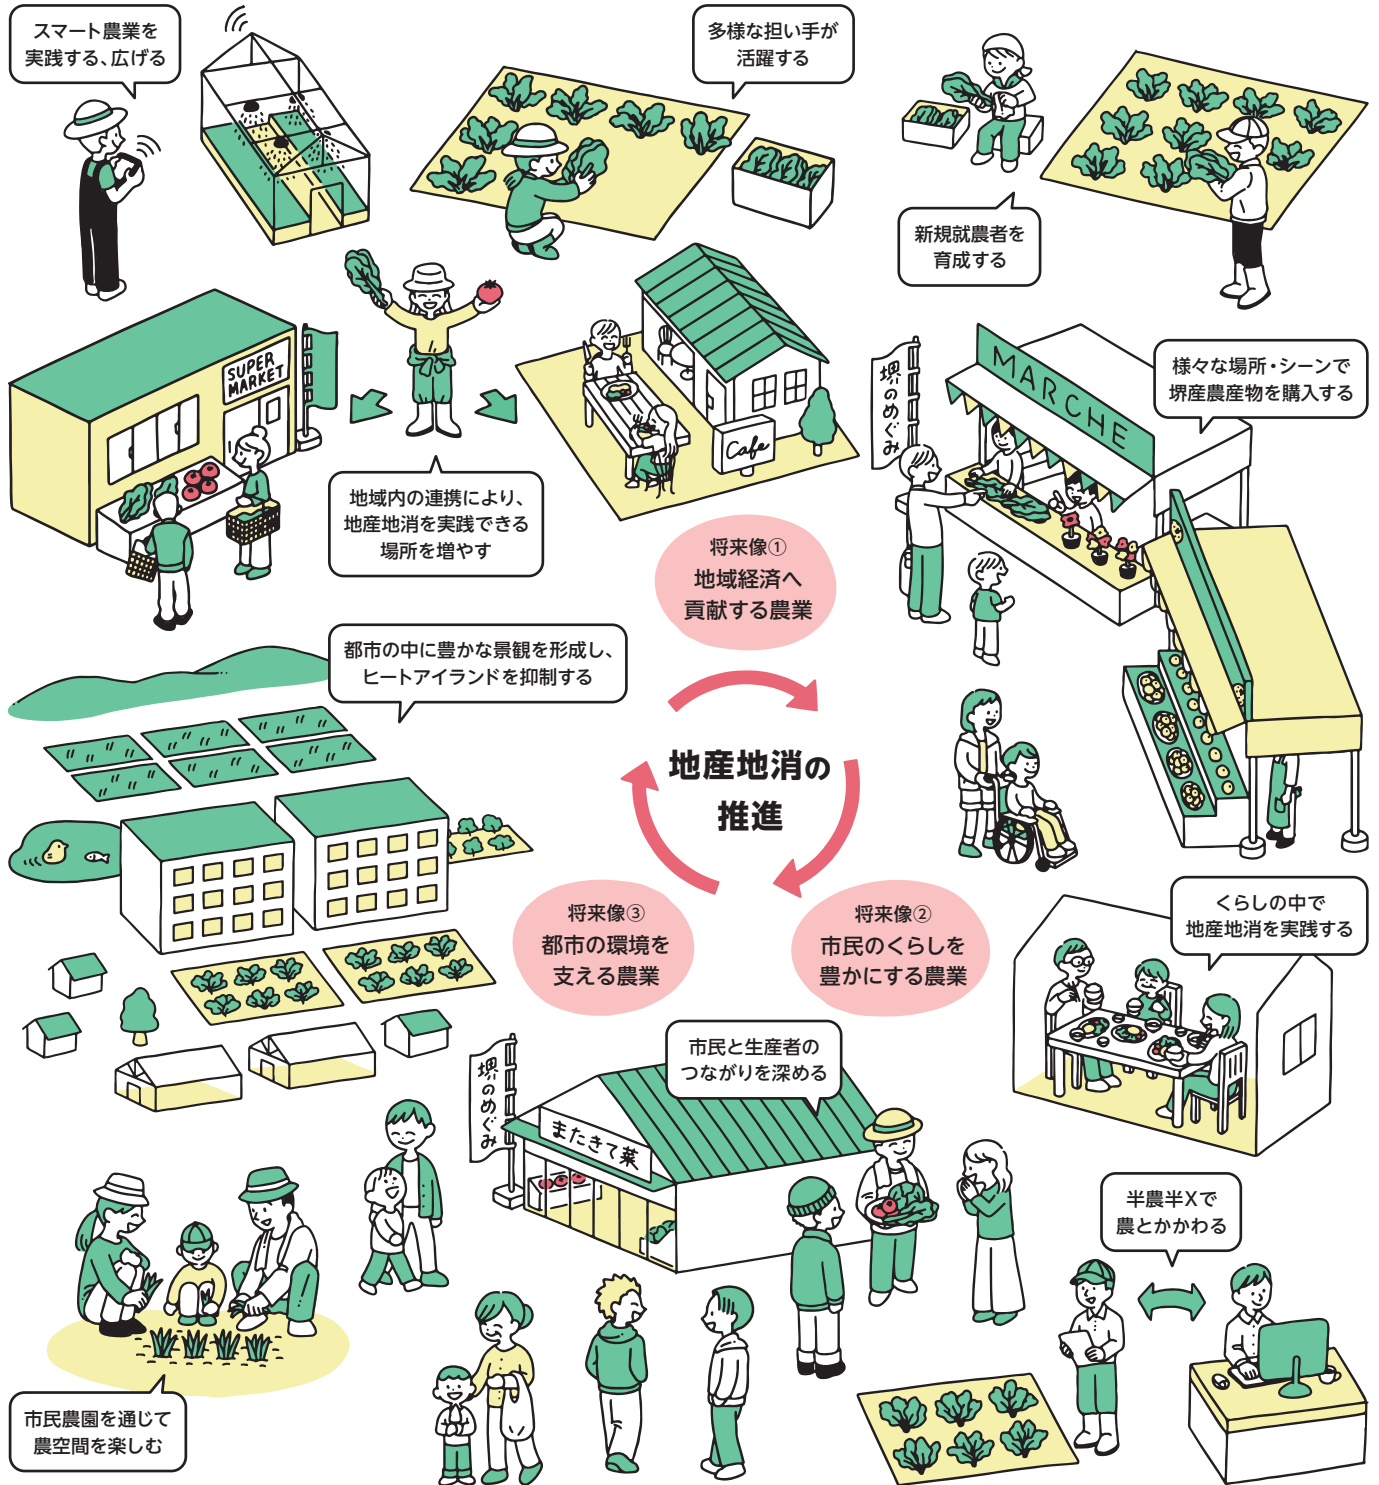 スマート農業を
実践する、広げる
多様な担い手が
活躍する
新規就農者を
育成する
SUPER
MARKET
Cafe
地域内の連携により、
地産地消を実践できる
場所を増やす
堺のめぐみ
MARCHE
様々な場所・シーンで
堺産農産物を購入する
将来像①
地域経済へ
貢献する農業
都市の中に豊かな景観を形成し、
ヒートアイランドを抑制する
地産地消の
推進
将来像③
都市の環境を
支える農業
将来像②
市民のくらしを
豊かにする農業
くらしの中で
地産地消を実践する
市民と生産者の
つながりを深める
堺のめぐみ
またきて菜
半農半Xで
農とかかわる
市民農園を通じて
農空間を楽しむ